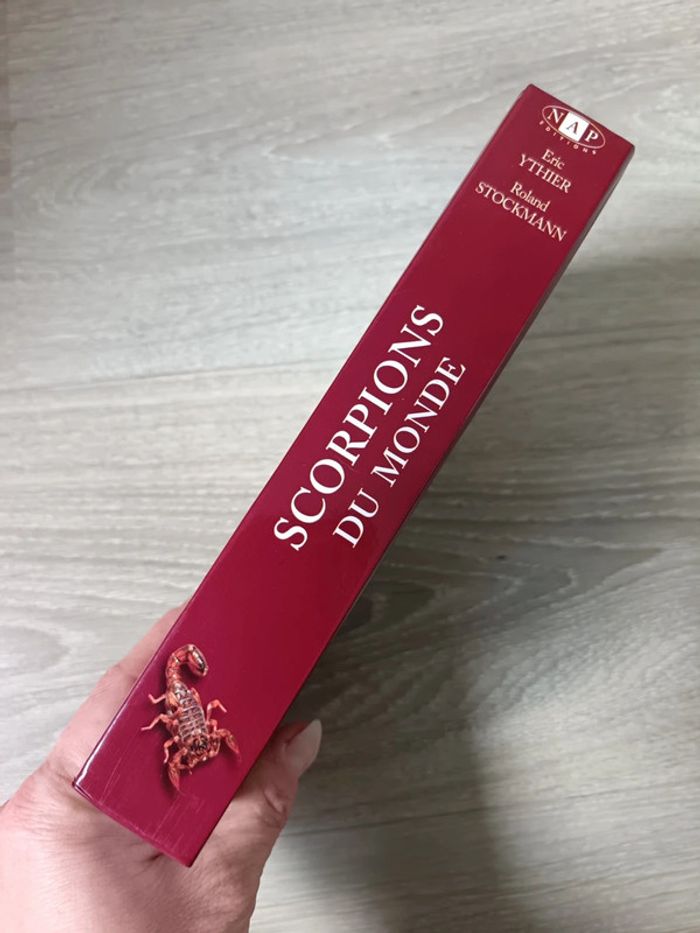 NAP
EDITIONS
Eric
YTHIER
Roland
STOCKMANN
SCORPIONS
DU MONDE